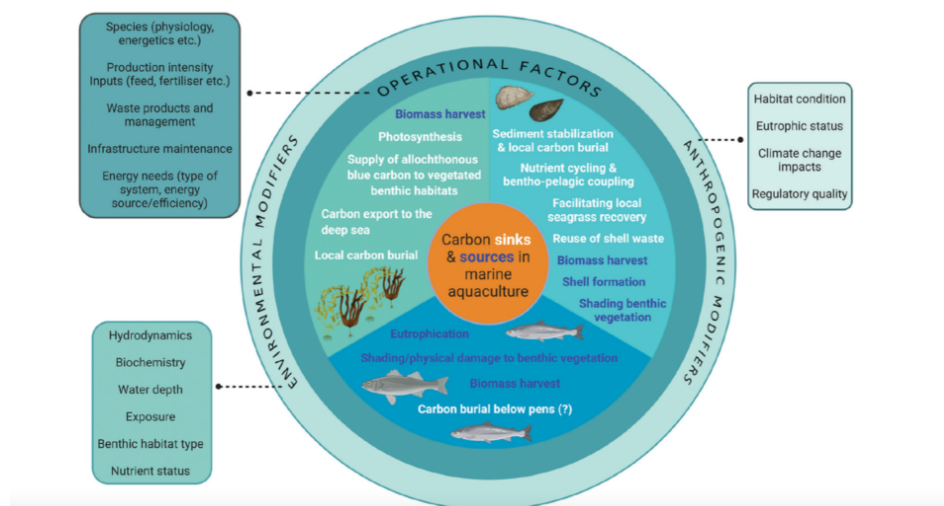 Species (physiology,
energetics etc.)
Production intensity
Inputs (feed, fertiliser etc.)
Waste products and
management
Infrastructure maintenance
Energy needs (type of
system, energy
source/efficiency)
OPERATIONAL FACTORS
ENVIRONMENTAL MODIFIERS
ANTHROPOGENIC MODIFIERS
Habitat condition
Eutrophic status
Climate change
impacts
Regulatory quality
Biomass harvest
Photosynthesis
Supply of allochthonous
blue carbon to vegetated
benthic habitats
Carbon export to the
deep sea
Local carbon burial
Sediment stabilization
& local carbon burial
Nutrient cycling &
bentho-pelagic coupling
Facilitating local
seagrass recovery
Reuse of shell waste
Biomass harvest
Shell formation
Shading benthic
vegetation
Carbon sinks
& sources in
marine
aquaculture
Eutrophication
Shading/physical damage to benthic vegetation
Biomass harvest
Carbon burial below pens (?)
Hydrodynamics
Biochemistry
Water depth
Exposure
Benthic habitat type
Nutrient status